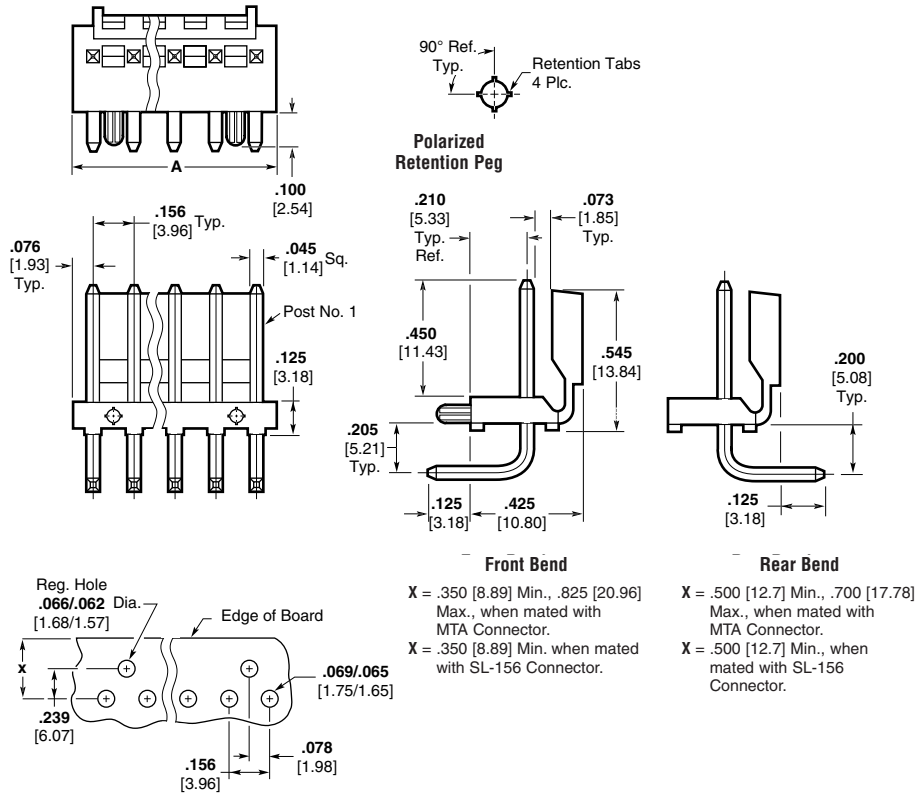 90° Ref.
Typ.
Retention Tabs
4 Plc.
Polarized
Retention Peg
A
.100
[2.54]
.156
[3.96]
Typ.
.076
[1.93]
Typ.
.045
[1.14]
Sq.
Post No. 1
.125
[3.18]
.210
[5.33]
Typ.
Ref.
.073
[1.85]
Typ.
.450
[11.43]
.545
[13.84]
.205
[5.21]
Typ.
.125
[3.18]
.425
[10.80]
.200
[5.08]
Typ.
.125
[3.18]
Front Bend
X = .350 [8.89] Min., .825 [20.96]
Max., when mated with
MTA Connector.
X = .350 [8.89] Min. when mated
with SL-156 Connector.
Rear Bend
X = .500 [12.7] Min., .700 [17.78]
Max., when mated with
MTA Connector.
X = .500 [12.7] Min., when
mated with SL-156
Connector.
Reg. Hole
.066/.062 Dia.
[1.68/1.57]
Edge of Board
x
.069/.065
[1.75/1.65]
.239
[6.07]
.078
[1.98]
.156
[3.96]